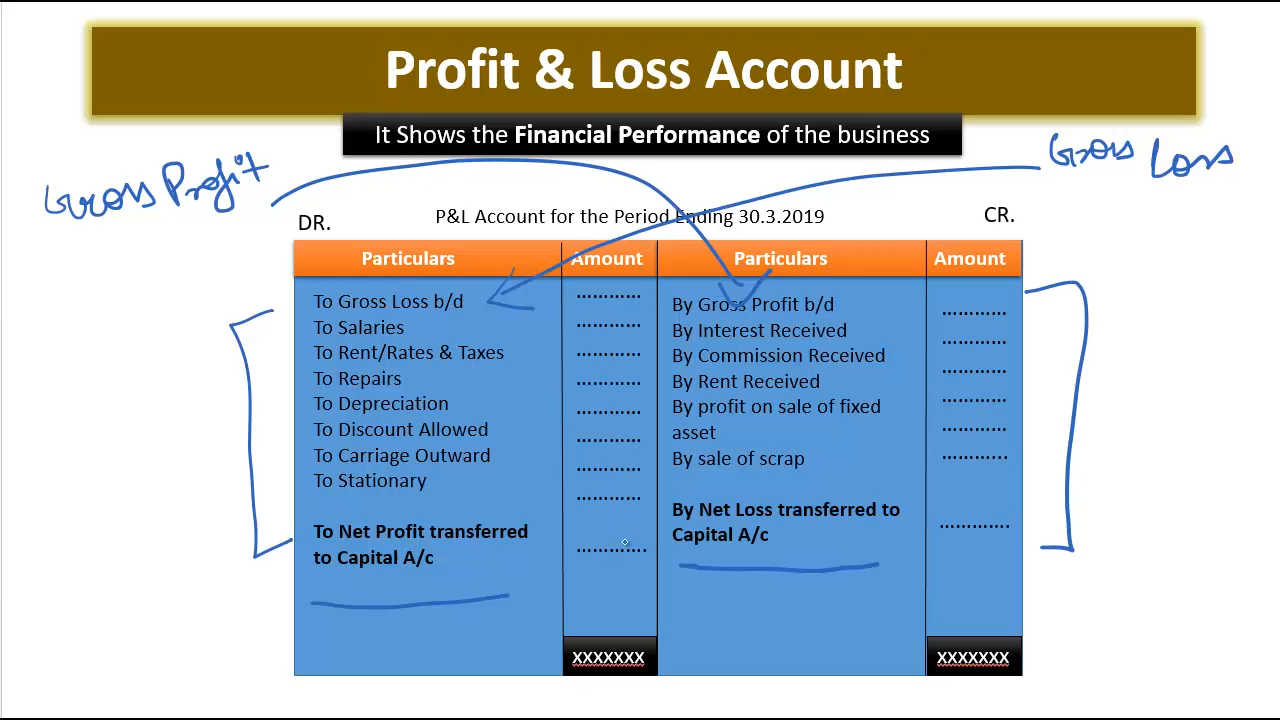 Profit & Loss Account
It Shows the Financial Performance of the business
Gross Profit
Gross Loss
DR.
P&L Account for the Period Ending 30.3.2019
CR.
Particulars
Amount
Particulars
Amount
To Gross Loss b/d
To Salaries
To Rent/Rates & Taxes
To Repairs
To Depreciation
To Discount Allowed
To Carriage Outward
To Stationary
To Net Profit transferred
to Capital A/c
…………
…………
…………
…………
…………
…………
…………
…………
………….
XXXXXXX
By Gross Profit b/d
By Interest Received
By Commission Received
By Rent Received
By profit on sale of fixed
asset
By sale of scrap
By Net Loss transferred to
Capital A/c
…………
…………
…………
…………
…………
…………
………….
XXXXXXX